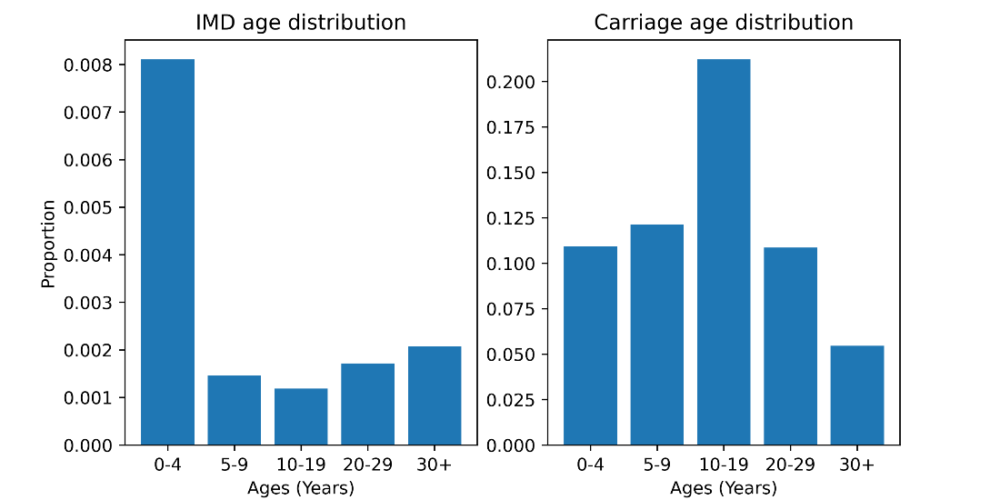 IMD age distribution
Proportion
0.008
0.007
0.006
0.005
0.004
0.003
0.002
0.001
0.000
0-4 5-9 10-19 20-29 30+
Ages (Years)
Carriage age distribution
0.200
0.175
0.150
0.125
0.100
0.075
0.050
0.025
0.000
0-4 5-9 10-19 20-29 30+
Ages (Years)